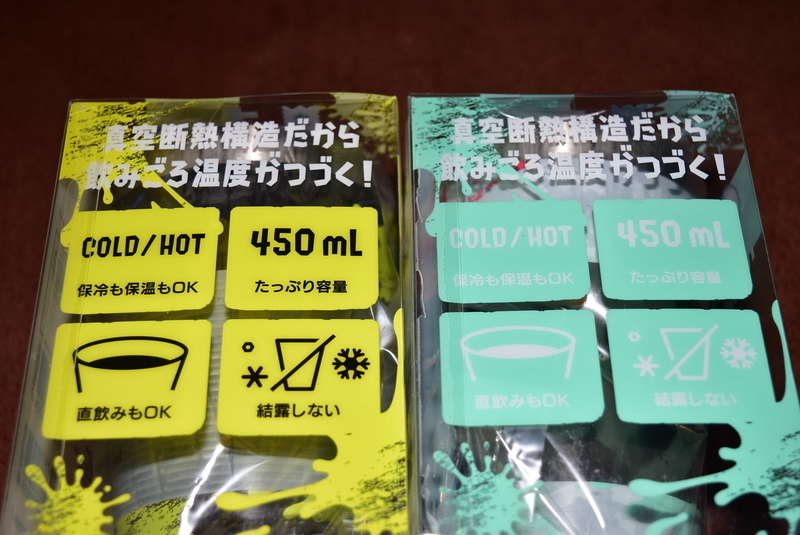 真空断熱構造だから
飲みごろ温度がつづく!
COLD/HOT
保冷も保温もOK
450mL
たっぷり容量
直飲みもOK
結露しない
真空断熱構造だから
飲みごろ温度がつづく!
COLD/HOT
保冷も保温もOK
450mL
たっぷり容量
直飲みもOK
結露しない